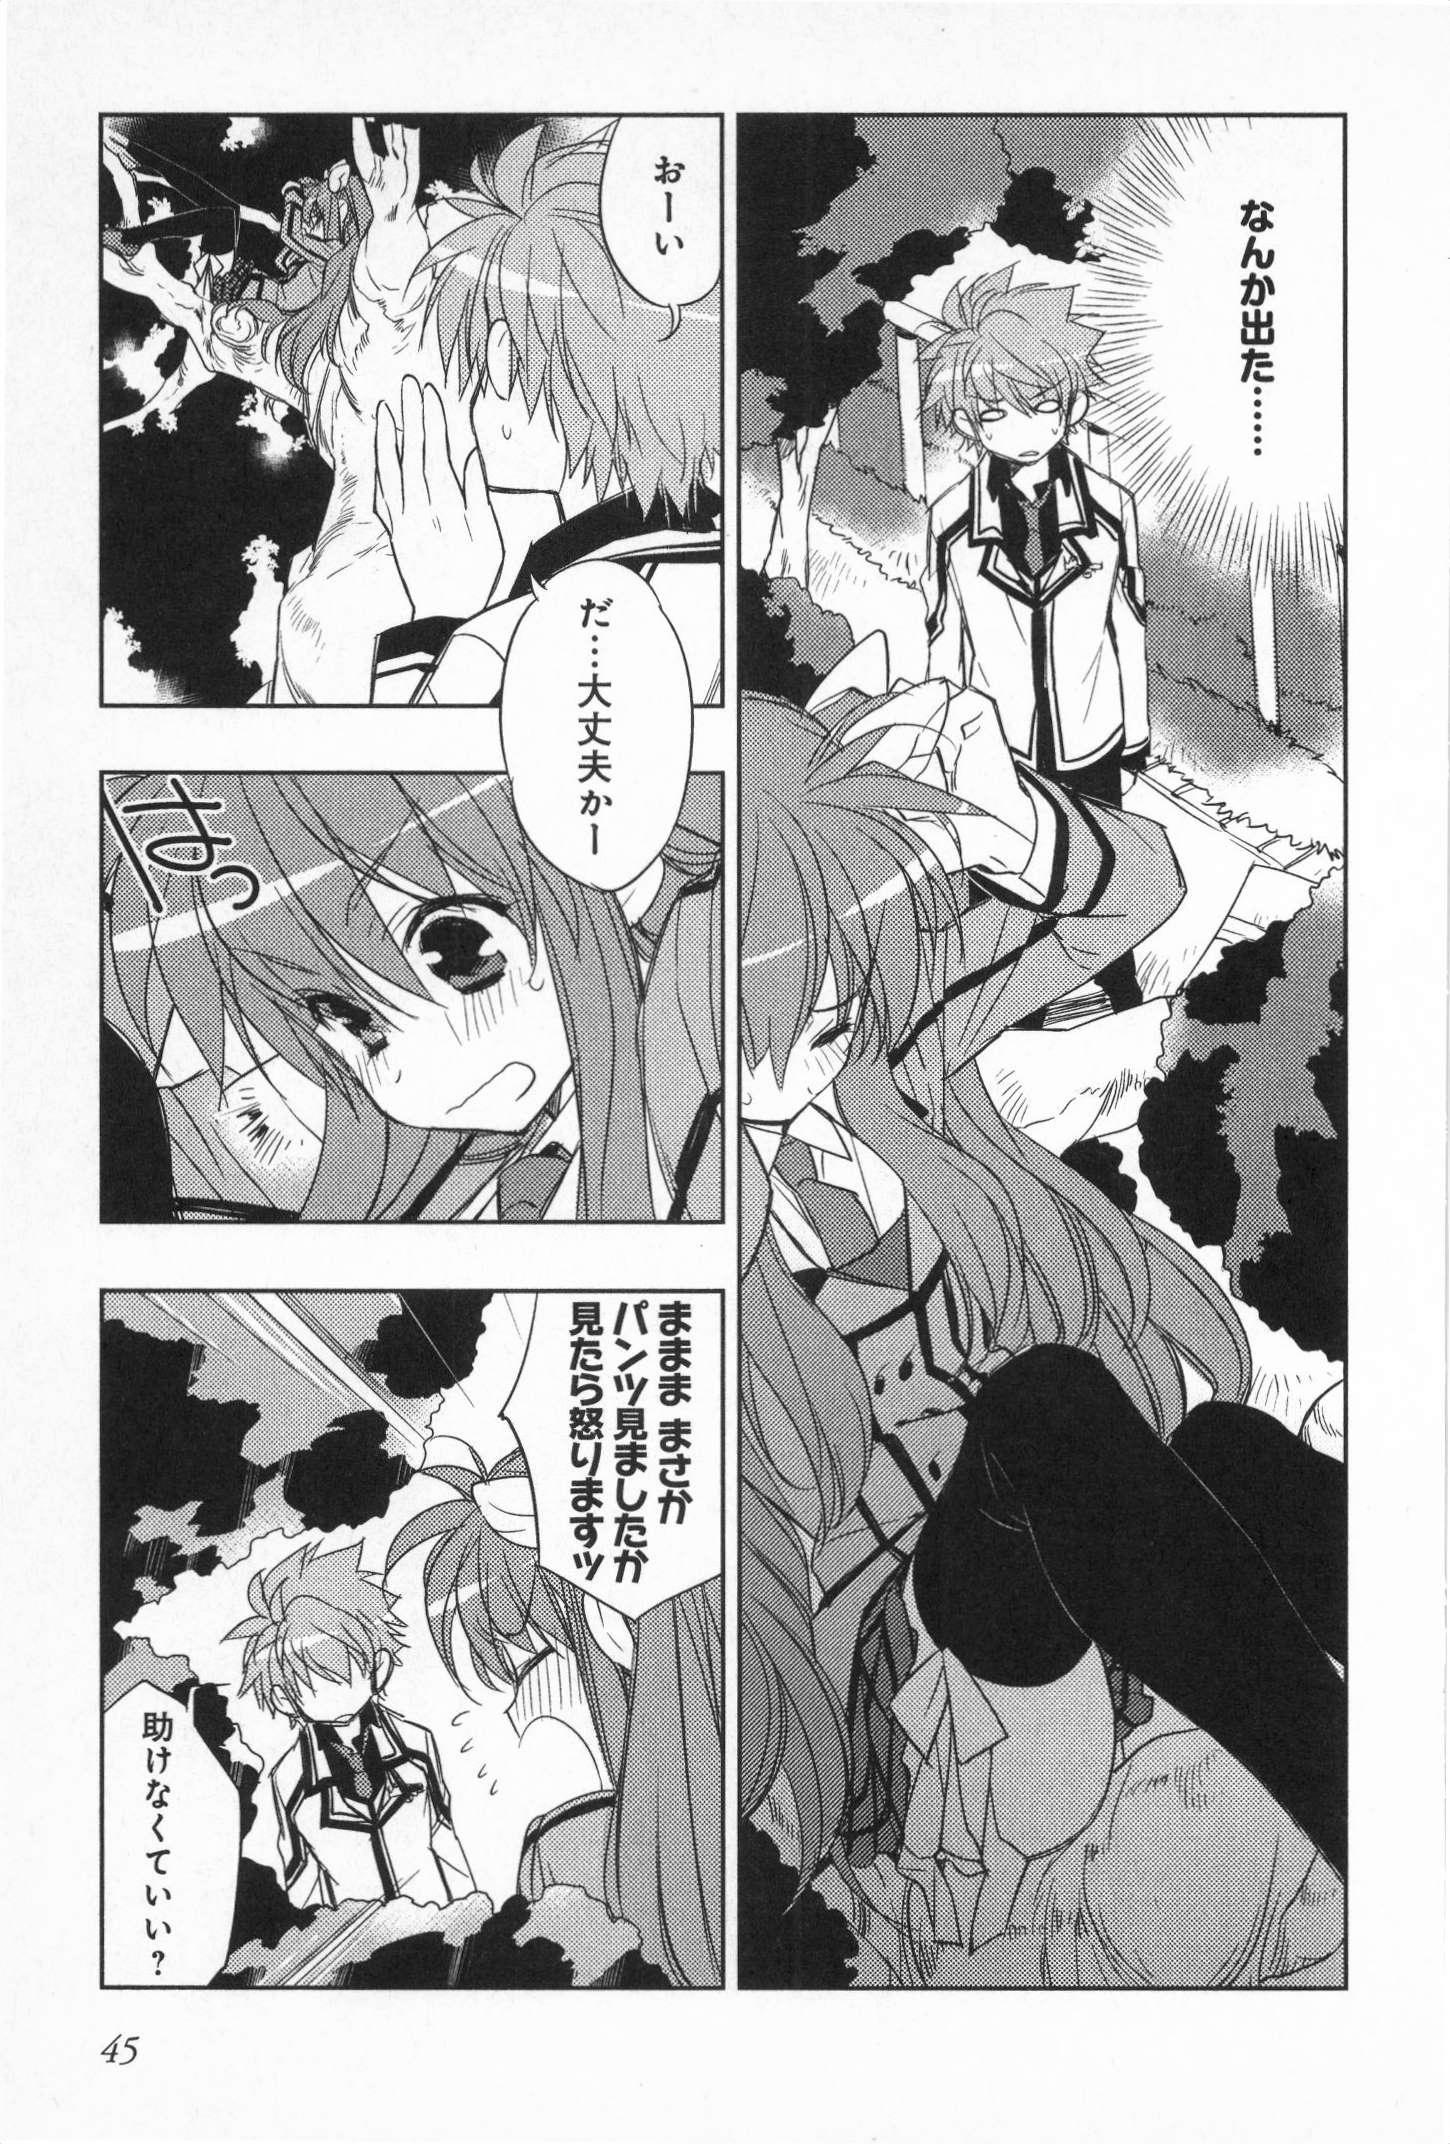 なんか出た……
おーい
だ…大丈夫かー
はっ
ままま まさか
パンツ見ましたか
見たら怒りますッ
助けなくていい？
45